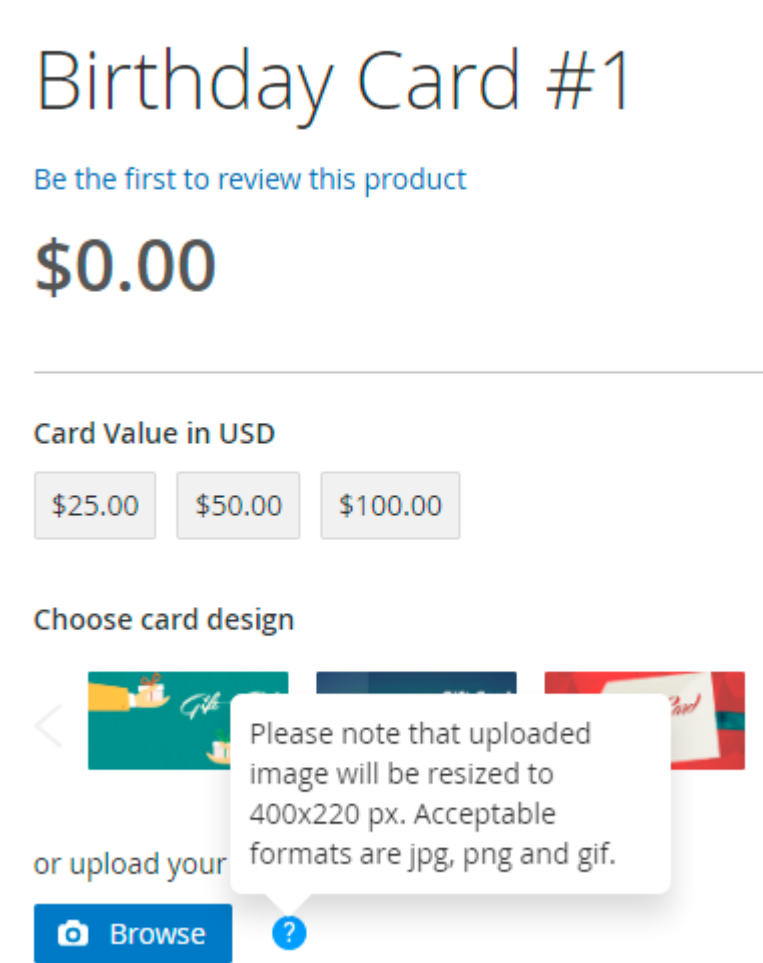 Birthday Card #1
Be the first to review this product
$0.00
Card Value in USD
$25.00 $50.00 $100.00
Choose card design
Gift
Please note that uploaded
image will be resized to
400x220 px. Acceptable
formats are jpg, png and gif.
or upload your
Browse ?